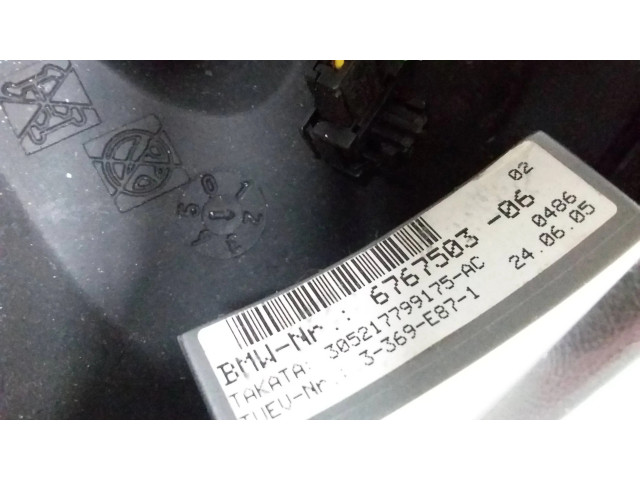 02
BMW-Nr.: 6767503 -06
0486
TAKATA: 305217799175-AC 24.06.05
TUEV-Nr.: 3-369-E87-1